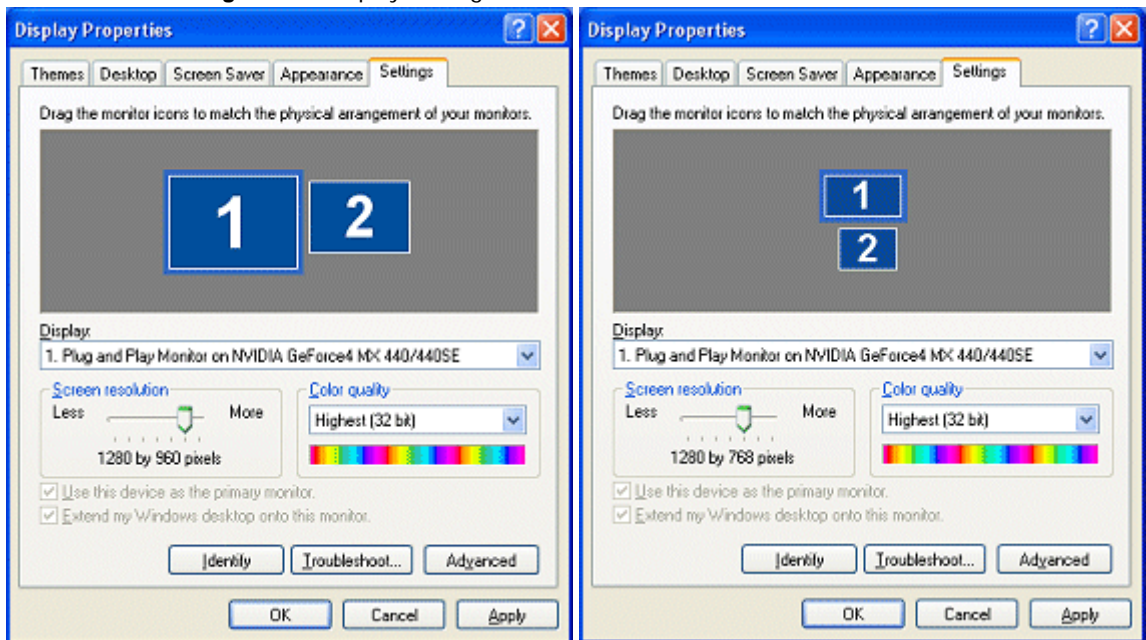 Display Properties
Themes Desktop Screen Saver Appearance Settings
Drag the monitor icons to match the physical arrangement of your monitors.
1 2
Display:
1. Plug and Play Monitor on NVIDIA GeForce4 MX 440/440SE
Screen resolution
Less More
1280 by 960 pixels
Color quality
Highest (32 bit)
Use this device as the primary monitor.
Extend my Windows desktop onto this monitor.
Identify Troubleshoot... Advanced
OK Cancel Apply
Display Properties
Themes Desktop Screen Saver Appearance Settings
Drag the monitor icons to match the physical arrangement of your monitors.
1
2
Display:
1. Plug and Play Monitor on NVIDIA GeForce4 MX 440/440SE
Screen resolution
Less More
1280 by 768 pixels
Color quality
Highest (32 bit)
Use this device as the primary monitor.
Extend my Windows desktop onto this monitor.
Identify Troubleshoot... Advanced
OK Cancel Apply